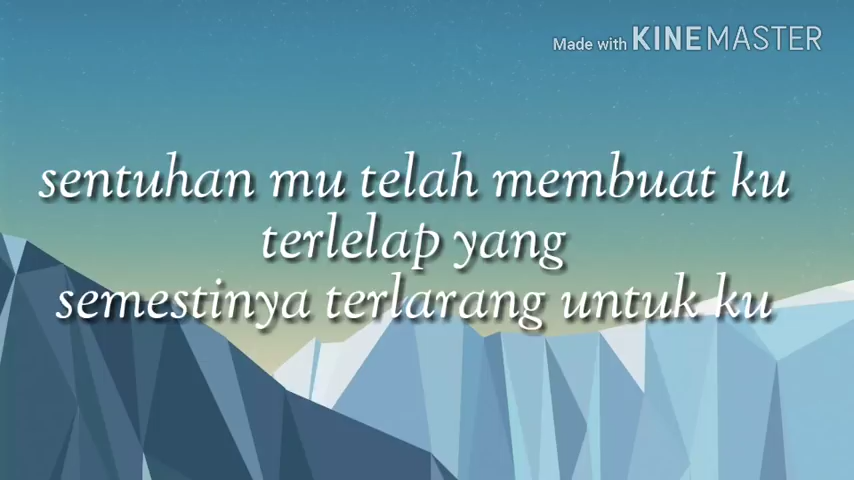 Made with KINEMASTER
sentuhan mu telah membuat ku
terlelap yang
semestinya terlarang untuk ku